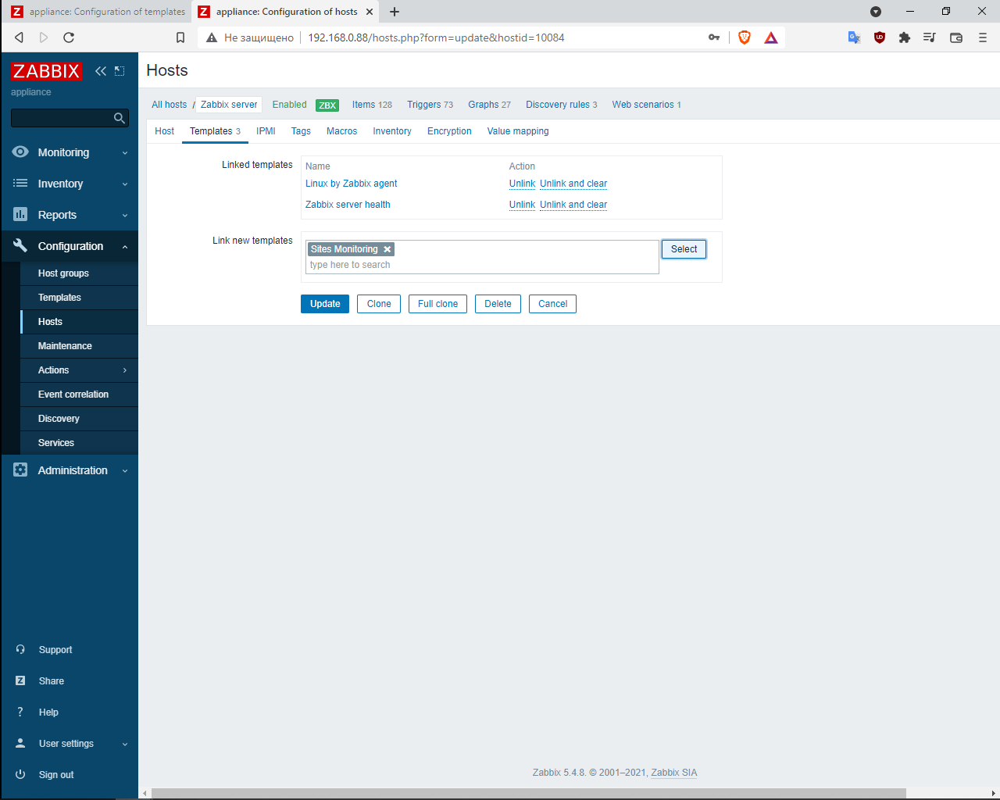 appliance: Configuration of templates
appliance: Configuration of hosts
Не защищено
192.168.0.88/hosts.php?form=update&hostid=10084
ZABBIX
appliance
Monitoring
Inventory
Reports
Configuration
Host groups
Templates
Hosts
Maintenance
Actions
Event correlation
Discovery
Services
Administration
Support
Share
Help
User settings
Sign out
Hosts
All hosts / Zabbix server Enabled ZBX Items 128 Triggers 73 Graphs 27 Discovery rules 3 Web scenarios 1
Host Templates 3 IPMI Tags Macros Inventory Encryption Value mapping
Linked templates
Name Action
Linux by Zabbix agent Unlink Unlink and clear
Zabbix server health Unlink Unlink and clear
Link new templates
Sites Monitoring
type here to search
Select
Update Clone Full clone Delete Cancel
Zabbix 5.4.8. © 2001–2021, Zabbix SIA